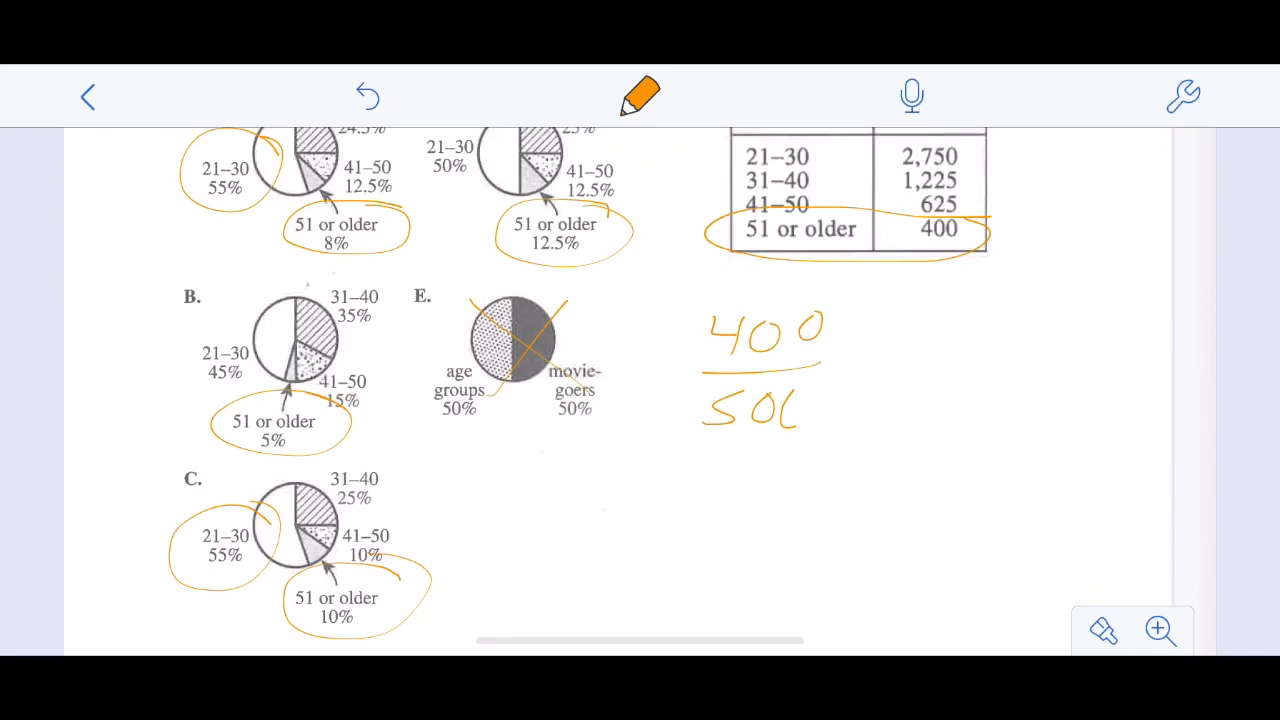 24.5%
21–30
55%
41–50
12.5%
51 or older
8%
25%
21–30
50%
41–50
12.5%
51 or older
12.5%
21–30 2,750
31–40 1,225
41–50 625
51 or older 400
B.
31–40
35%
21–30
45%
41–50
15%
51 or older
5%
E.
age
groups
50%
movie-
goers
50%
400
500
C.
31–40
25%
21–30
55%
41–50
10%
51 or older
10%